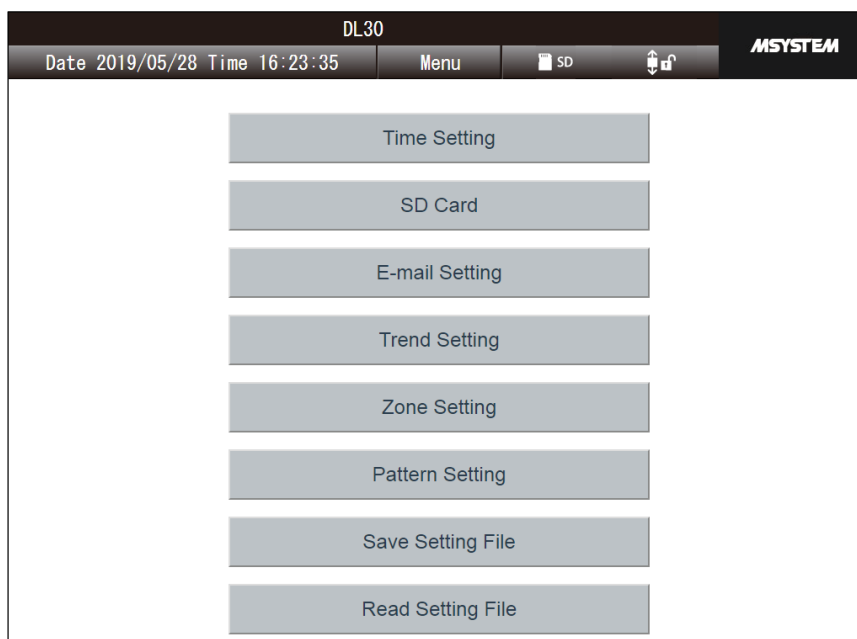 DL30
MSYSTEM
Date 2019/05/28 Time 16:23:35 Menu SD
Time Setting
SD Card
E-mail Setting
Trend Setting
Zone Setting
Pattern Setting
Save Setting File
Read Setting File